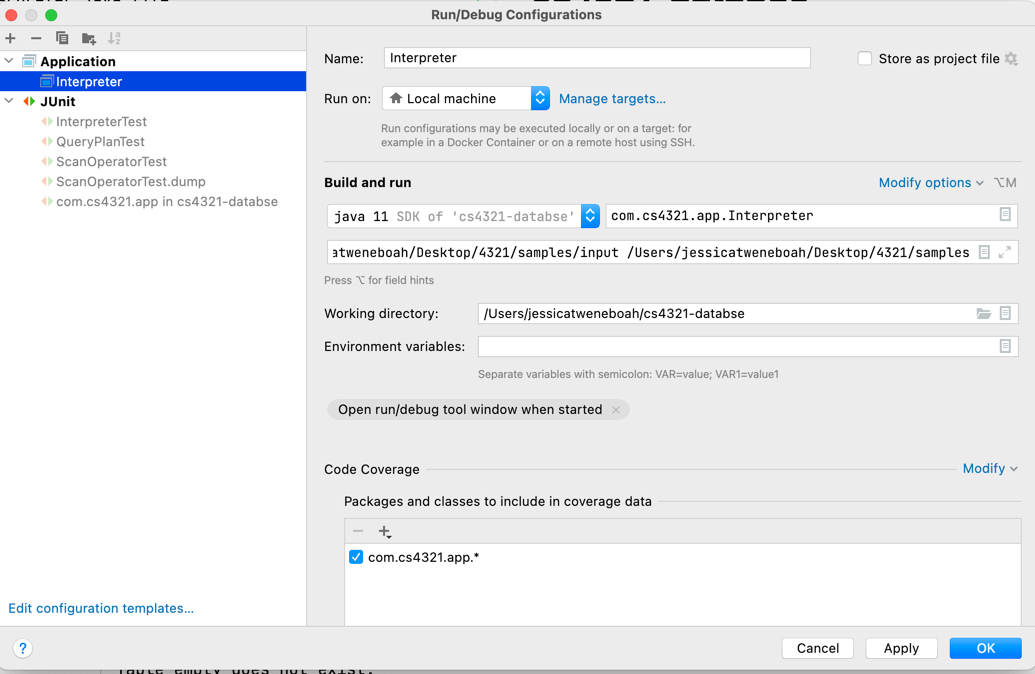 Run/Debug Configurations
Application
Interpreter
JUnit
InterpreterTest
QueryPlanTest
ScanOperatorTest
ScanOperatorTest.dump
com.cs4321.app in cs4321-databse
Edit configuration templates...
Name: Interpreter
Store as project file
Run on: Local machine Manage targets...
Run configurations may be executed locally or on a target: for
example in a Docker Container or on a remote host using SSH.
Build and run
Modify options ⌥M
java 11 SDK of 'cs4321-databse' com.cs4321.app.Interpreter
atweneboah/Desktop/4321/samples/input /Users/jessicatweneboah/Desktop/4321/samples
Press ⌥ for field hints
Working directory: /Users/jessicatweneboah/cs4321-databse
Environment variables:
Separate variables with semicolon: VAR=value; VAR1=value1
Open run/debug tool window when started ×
Code Coverage
Modify
Packages and classes to include in coverage data
com.cs4321.app.*
?
Cancel Apply OK
Table empty does not exist.